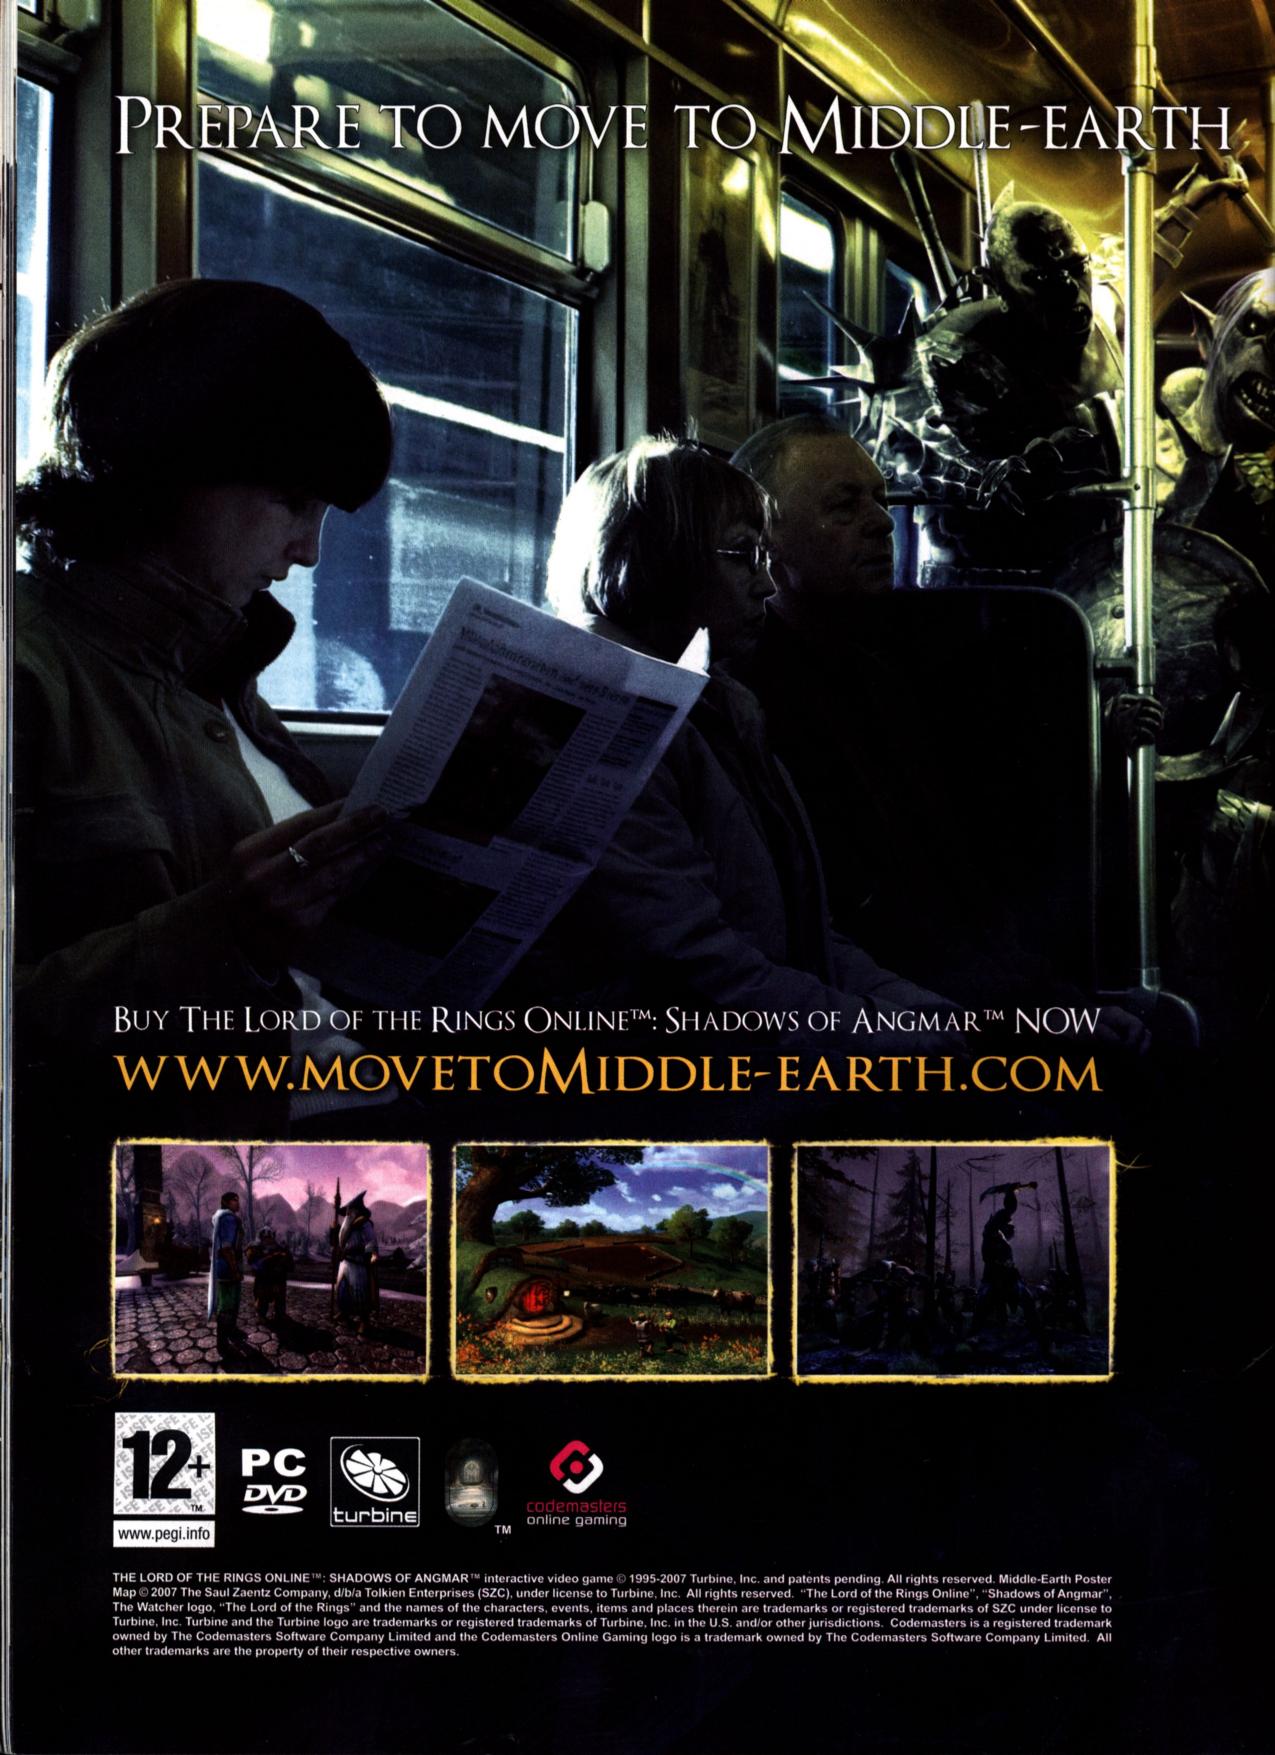 PREPARE TO MOVE TO MIDDLE-EARTH
BUY THE LORD OF THE RINGS ONLINE™: SHADOWS OF ANGMAR™ NOW
WWW.MOVETOMIDDLE-EARTH.COM
12+
TM
www.pegi.info
PC
DVD
turbine
TM
codemasters
online gaming
THE LORD OF THE RINGS ONLINE™: SHADOWS OF ANGMAR™ interactive video game © 1995-2007 Turbine, Inc. and patents pending. All rights reserved. Middle-Earth Poster
Map © 2007 The Saul Zaentz Company, d/b/a Tolkien Enterprises (SZC), under license to Turbine, Inc. All rights reserved. “The Lord of the Rings Online”, “Shadows of Angmar”,
The Watcher logo, “The Lord of the Rings” and the names of the characters, events, items and places therein are trademarks or registered trademarks of SZC under license to
Turbine, Inc. Turbine and the Turbine logo are trademarks or registered trademarks of Turbine, Inc. in the U.S. and/or other jurisdictions. Codemasters is a registered trademark
owned by The Codemasters Software Company Limited and the Codemasters Online Gaming logo is a trademark owned by The Codemasters Software Company Limited. All
other trademarks are the property of their respective owners.